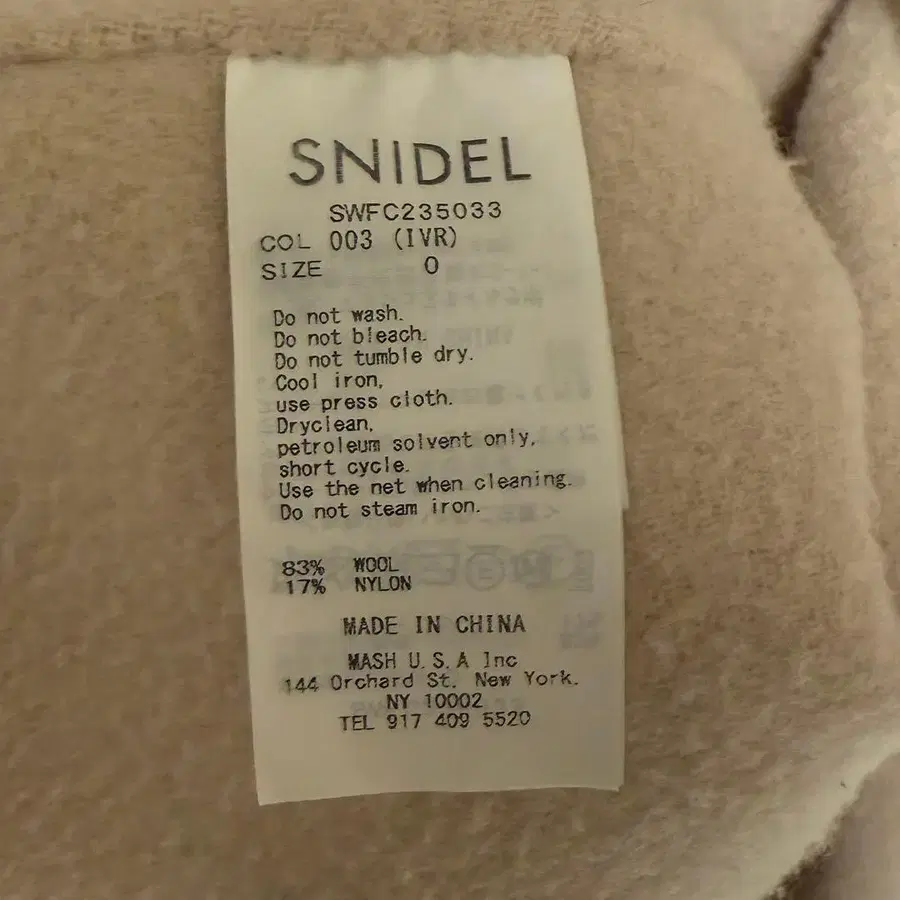 SNIDEL
SWFC235033
COL 003 (IVR)
SIZE 0
Do not wash.
Do not bleach.
Do not tumble dry.
Cool iron,
use press cloth.
Dryclean,
petroleum solvent only,
short cycle.
Use the net when cleaning.
Do not steam iron.
83% WOOL
17% NYLON
MADE IN CHINA
MASH U.S.A Inc
144 Orchard St. New York.
NY 10002
TEL 917 409 5520